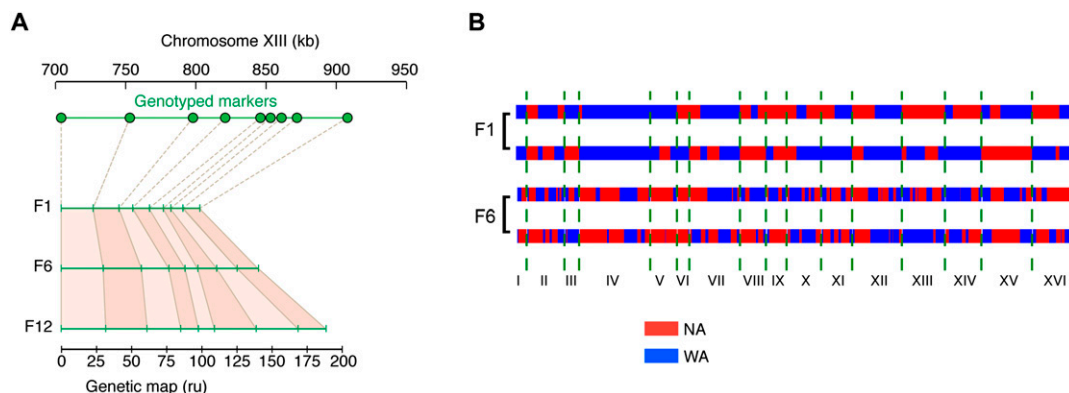 A
Chromosome XIII (kb)
700 750 800 850 900 950
Genotyped markers
F1
F6
F12
0 25 50 75 100 125 150 175 200
Genetic map (ru)
B
F1
F6
I II III IV V VI VII VIII IX X XI XII XIII XIV XV XVI
NA
WA